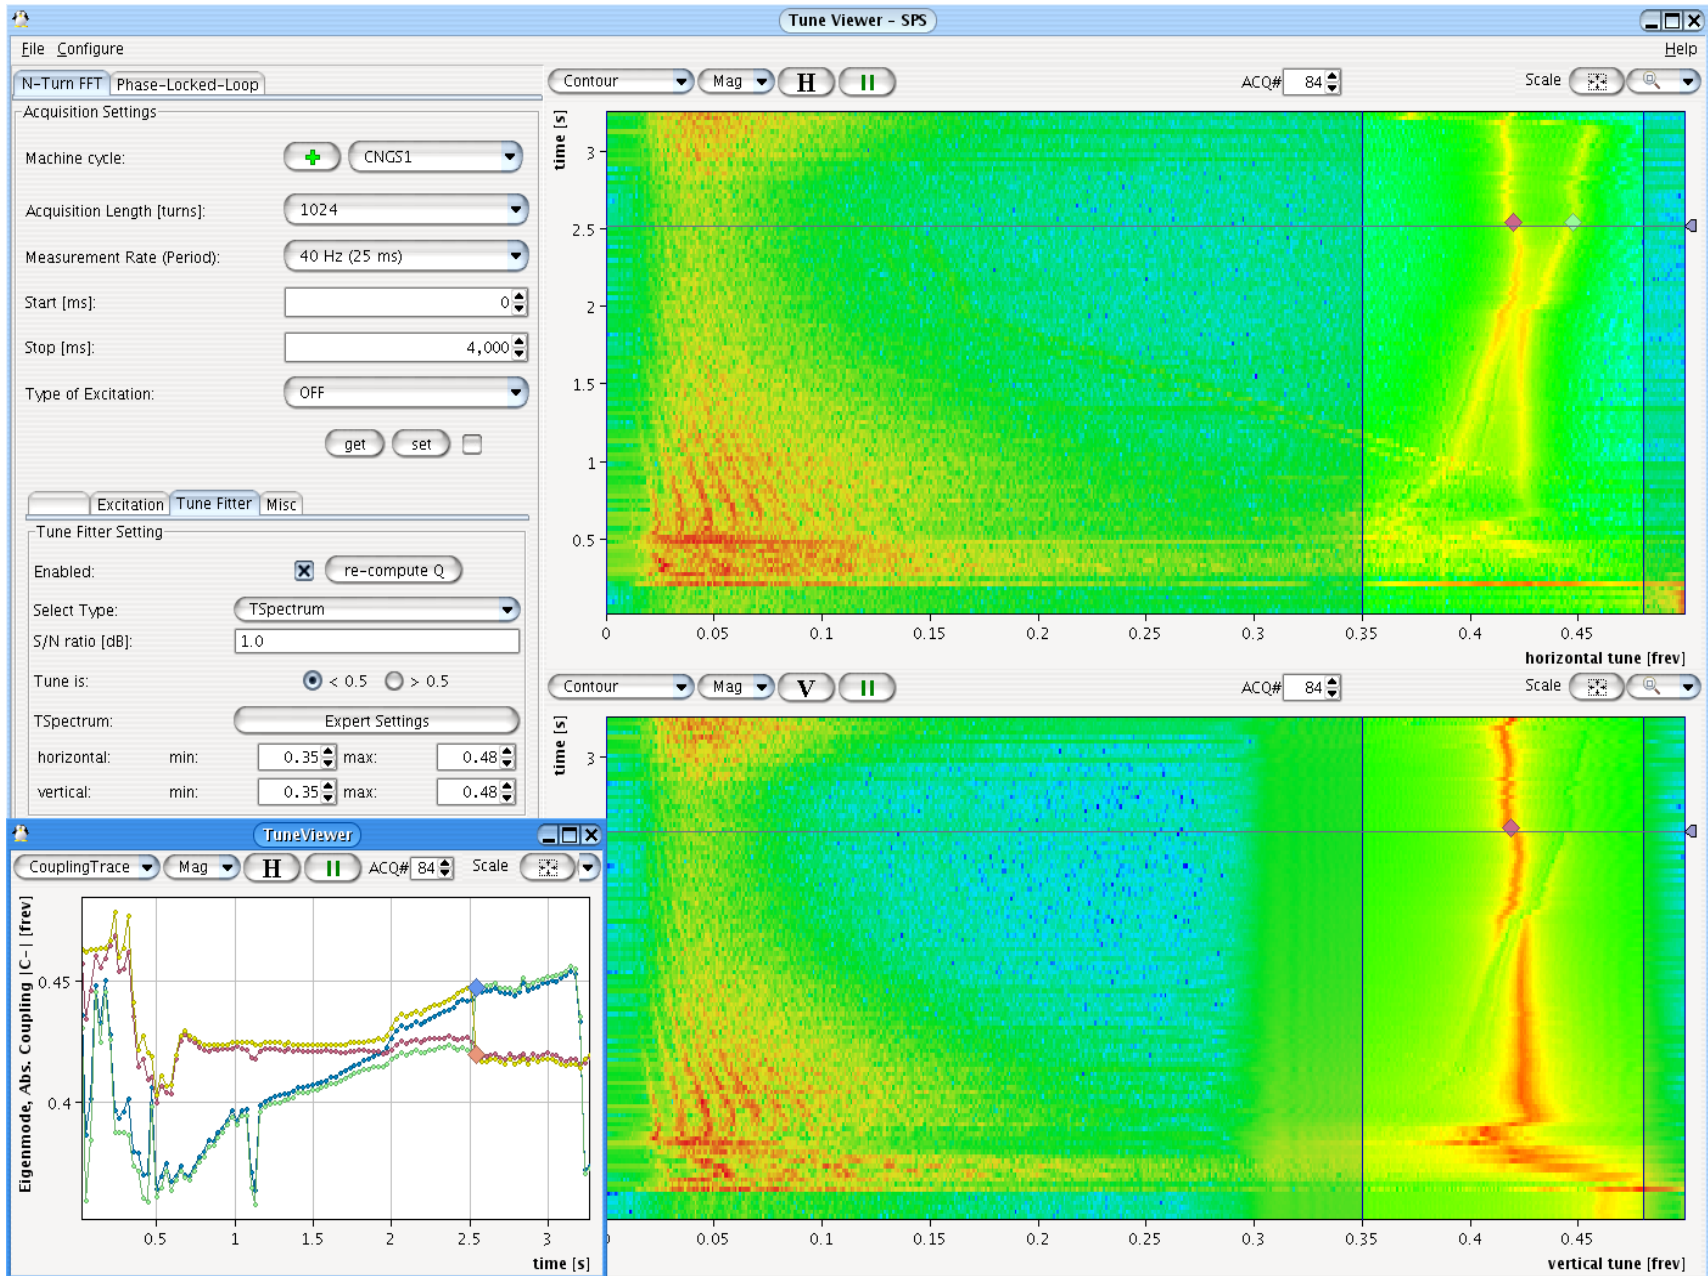 Tune Viewer - SPS
File Configure Help
N-Turn FFT Phase-Locked-Loop
Acquisition Settings
Machine cycle: CNGS1
Acquisition Length [turns]: 1024
Measurement Rate (Period): 40 Hz (25 ms)
Start [ms]: 0
Stop [ms]: 4,000
Type of Excitation: OFF
get set
Excitation Tune Fitter Misc
Tune Fitter Setting
Enabled: re-compute Q
Select Type: TSpectrum
S/N ratio [dB]: 1.0
Tune is: < 0.5 > 0.5
TSpectrum: Expert Settings
horizontal: min: 0.35 max: 0.48
vertical: min: 0.35 max: 0.48
Contour Mag H ACQ# 84 Scale
time [s]
3
2.5
2
1.5
1
0.5
0 0.05 0.1 0.15 0.2 0.25 0.3 0.35 0.4 0.45
horizontal tune [frev]
Contour Mag V ACQ# 84 Scale
time [s]
3
0.05 0.1 0.15 0.2 0.25 0.3 0.35 0.4 0.45
vertical tune [frev]
TuneViewer
CouplingTrace Mag H ACQ# 84 Scale
Eigenmode, Abs. Coupling |C-| [frev]
0.45
0.4
0.5 1 1.5 2 2.5 3
time [s]